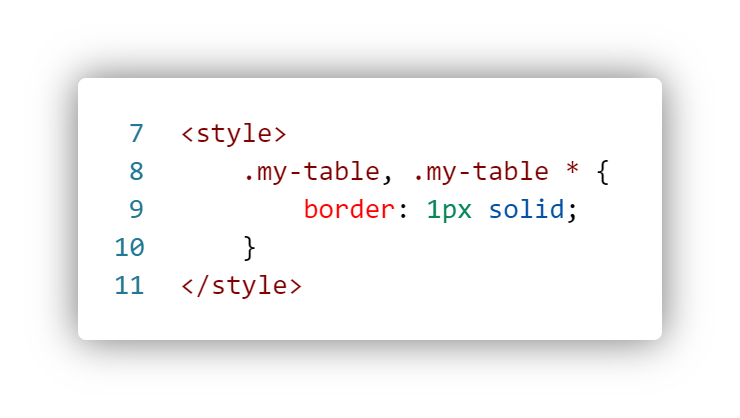 7 <style>
8     .my-table, .my-table * {
9         border: 1px solid;
10     }
11 </style>